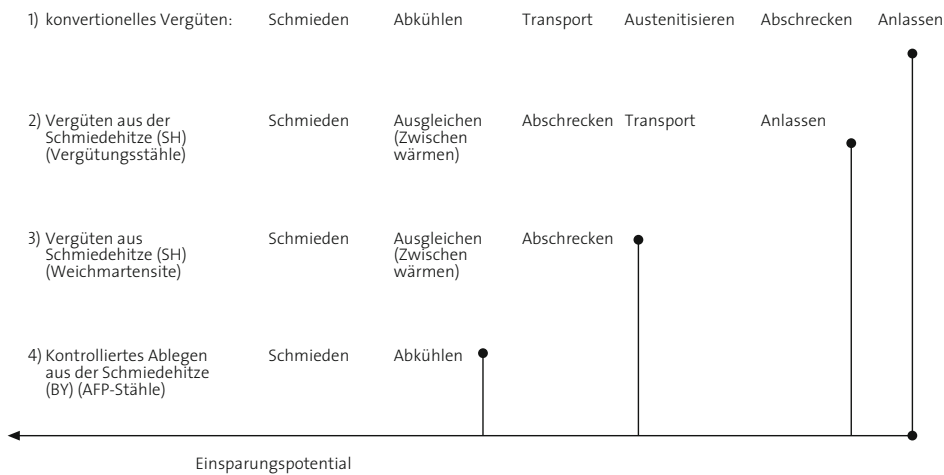 1) konvertionelles Vergüten: Schmieden Abkühlen Transport Austenitisieren Abschrecken Anlassen
2) Vergüten aus der Schmieden Ausgleichen Abschrecken Transport Anlassen
Schmiedehitze (SH) (Zwischen
(Vergütungsstähle) wärmen)
3) Vergüten aus Schmieden Ausgleichen Abschrecken
Schmiedehitze (SH) (Zwischen
(Weichmartensite) wärmen)
4) Kontrolliertes Ablegen Schmieden Abkühlen
aus der Schmiedehitze
(BY) (AFP-Stähle)
Einsparungspotential